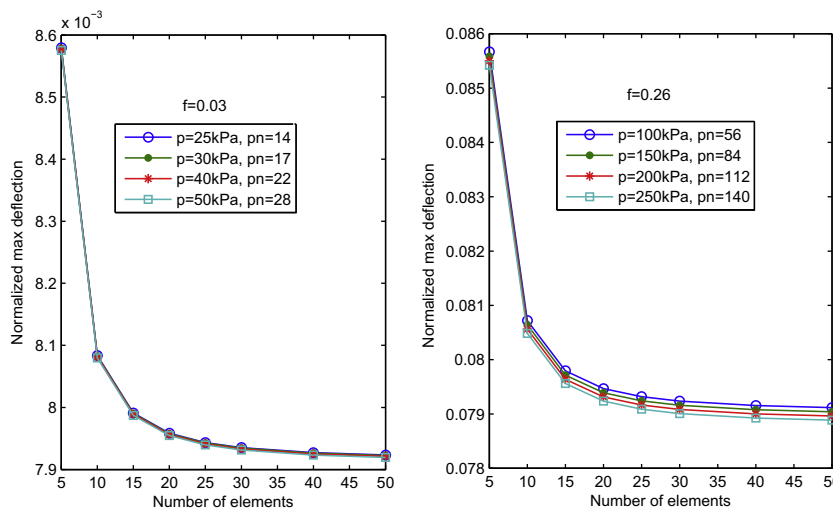 x 10⁻³
8.6
8.5
8.4
8.3
8.2
8.1
8
7.9
Normalized max deflection
f=0.03
p=25kPa, pn=14
p=30kPa, pn=17
p=40kPa, pn=22
p=50kPa, pn=28
5 10 15 20 25 30 35 40 45 50
Number of elements
0.086
0.085
0.084
0.083
0.082
0.081
0.08
0.079
0.078
Normalized max deflection
f=0.26
p=100kPa, pn=56
p=150kPa, pn=84
p=200kPa, pn=112
p=250kPa, pn=140
5 10 15 20 25 30 35 40 45 50
Number of elements